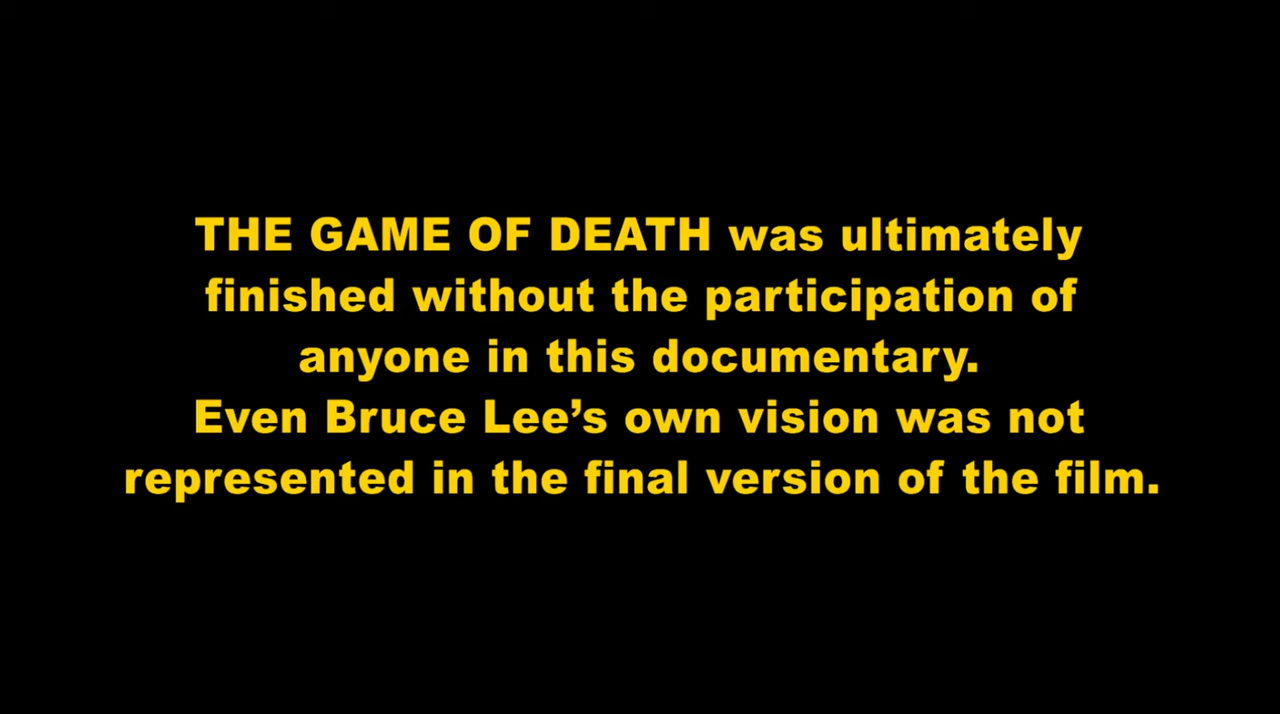 THE GAME OF DEATH was ultimately
finished without the participation of
anyone in this documentary.
Even Bruce Lee’s own vision was not
represented in the final version of the film.